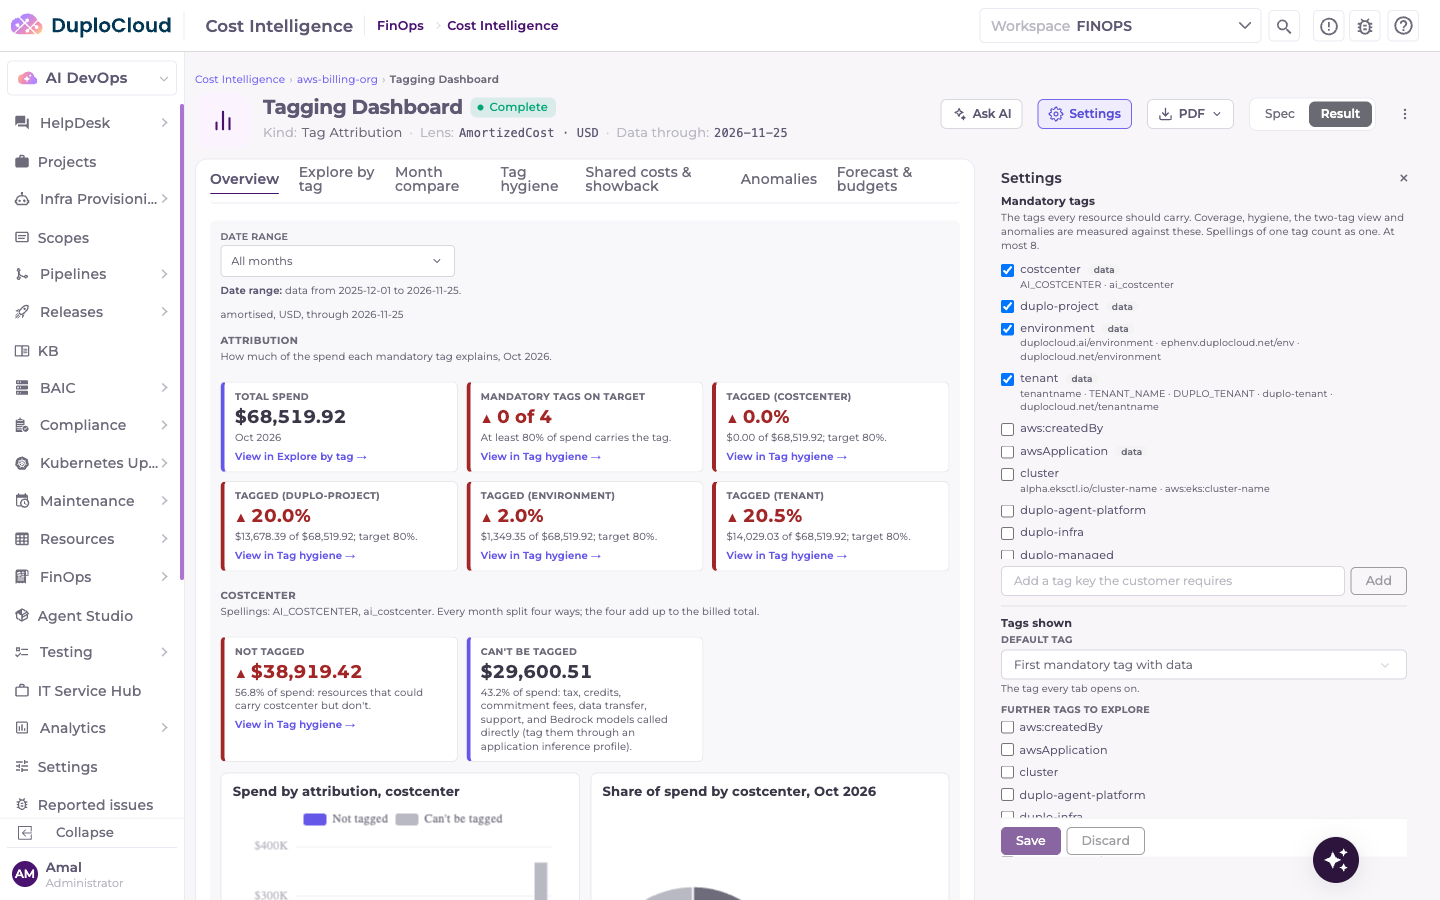 DuploCloud
Cost Intelligence
FinOps
Cost Intelligence
Workspace FINOPS
AI DevOps
HelpDesk
Projects
Infra Provisioni...
Scopes
Pipelines
Releases
KB
BAIC
Compliance
Kubernetes Up...
Maintenance
Resources
FinOps
Agent Studio
Testing
IT Service Hub
Analytics
Settings
Reported issues
Collapse
AM
Amal
Administrator
Cost Intelligence › aws-billing-org › Tagging Dashboard
Tagging Dashboard
Complete
Kind: Tag Attribution · Lens: AmortizedCost · USD · Data through: 2026-11-25
Ask AI
Settings
PDF
Spec
Result
Overview
Explore by tag
Month compare
Tag hygiene
Shared costs & showback
Anomalies
Forecast & budgets
DATE RANGE
All months
Date range: data from 2025-12-01 to 2026-11-25.
amortised, USD, through 2026-11-25
ATTRIBUTION
How much of the spend each mandatory tag explains, Oct 2026.
TOTAL SPEND
$68,519.92
Oct 2026
View in Explore by tag →
MANDATORY TAGS ON TARGET
▲ 0 of 4
At least 80% of spend carries the tag.
View in Tag hygiene →
TAGGED (COSTCENTER)
▲ 0.0%
$0.00 of $68,519.92; target 80%.
View in Tag hygiene →
TAGGED (DUPLO-PROJECT)
▲ 20.0%
$13,678.39 of $68,519.92; target 80%.
View in Tag hygiene →
TAGGED (ENVIRONMENT)
▲ 2.0%
$1,349.35 of $68,519.92; target 80%.
View in Tag hygiene →
TAGGED (TENANT)
▲ 20.5%
$14,029.03 of $68,519.92; target 80%.
View in Tag hygiene →
COSTCENTER
Spellings: AI_COSTCENTER, ai_costcenter. Every month split four ways; the four add up to the billed total.
NOT TAGGED
▲ $38,919.42
56.8% of spend: resources that could
carry costcenter but don't.
View in Tag hygiene →
CAN'T BE TAGGED
$29,600.51
43.2% of spend: tax, credits,
commitment fees, data transfer,
support, and Bedrock models called
directly (tag them through an
application inference profile).
Spend by attribution, costcenter
Not tagged
Can't be tagged
$400K
$300K
Share of spend by costcenter, Oct 2026
Settings
×
Mandatory tags
The tags every resource should carry. Coverage, hygiene, the two-tag view and
anomalies are measured against these. Spellings of one tag count as one. At
most 8.
costcenter data
AI_COSTCENTER · ai_costcenter
duplo-project data
environment data
duplocloud.ai/environment · ephenv.duplocloud.net/env ·
duplocloud.net/environment
tenant data
tenantname · TENANT_NAME · DUPLO_TENANT · duplo-tenant ·
duplocloud.net/tenantname
aws:createdBy
awsApplication data
cluster
alpha.eksctl.io/cluster-name · aws:eks:cluster-name
duplo-agent-platform
duplo-infra
duplo-managed
Add a tag key the customer requires
Add
Tags shown
DEFAULT TAG
First mandatory tag with data
The tag every tab opens on.
FURTHER TAGS TO EXPLORE
aws:createdBy
awsApplication
cluster
duplo-agent-platform
duplo-infra
Save
Discard